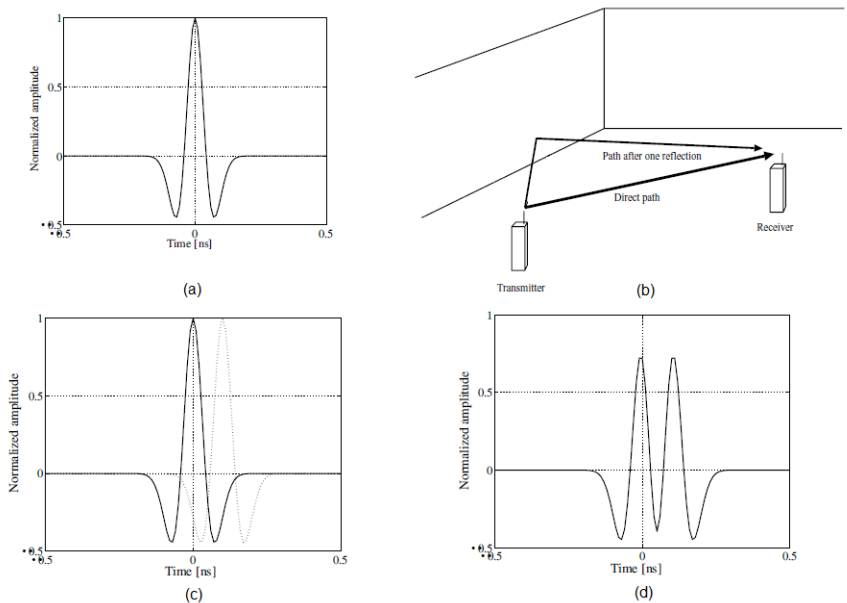 1
0.5
0
••0.5
••0.5
0
0.5
Normalized amplitude
Time [ns]
(a)
Path after one reflection
Direct path
Receiver
Transmitter
(b)
1
0.5
0
••0.5
••0.5
0
0.5
Normalized amplitude
Time [ns]
(c)
1
0.5
0
••0.5
••0.5
0
0.5
Normalized amplitude
Time [ns]
(d)